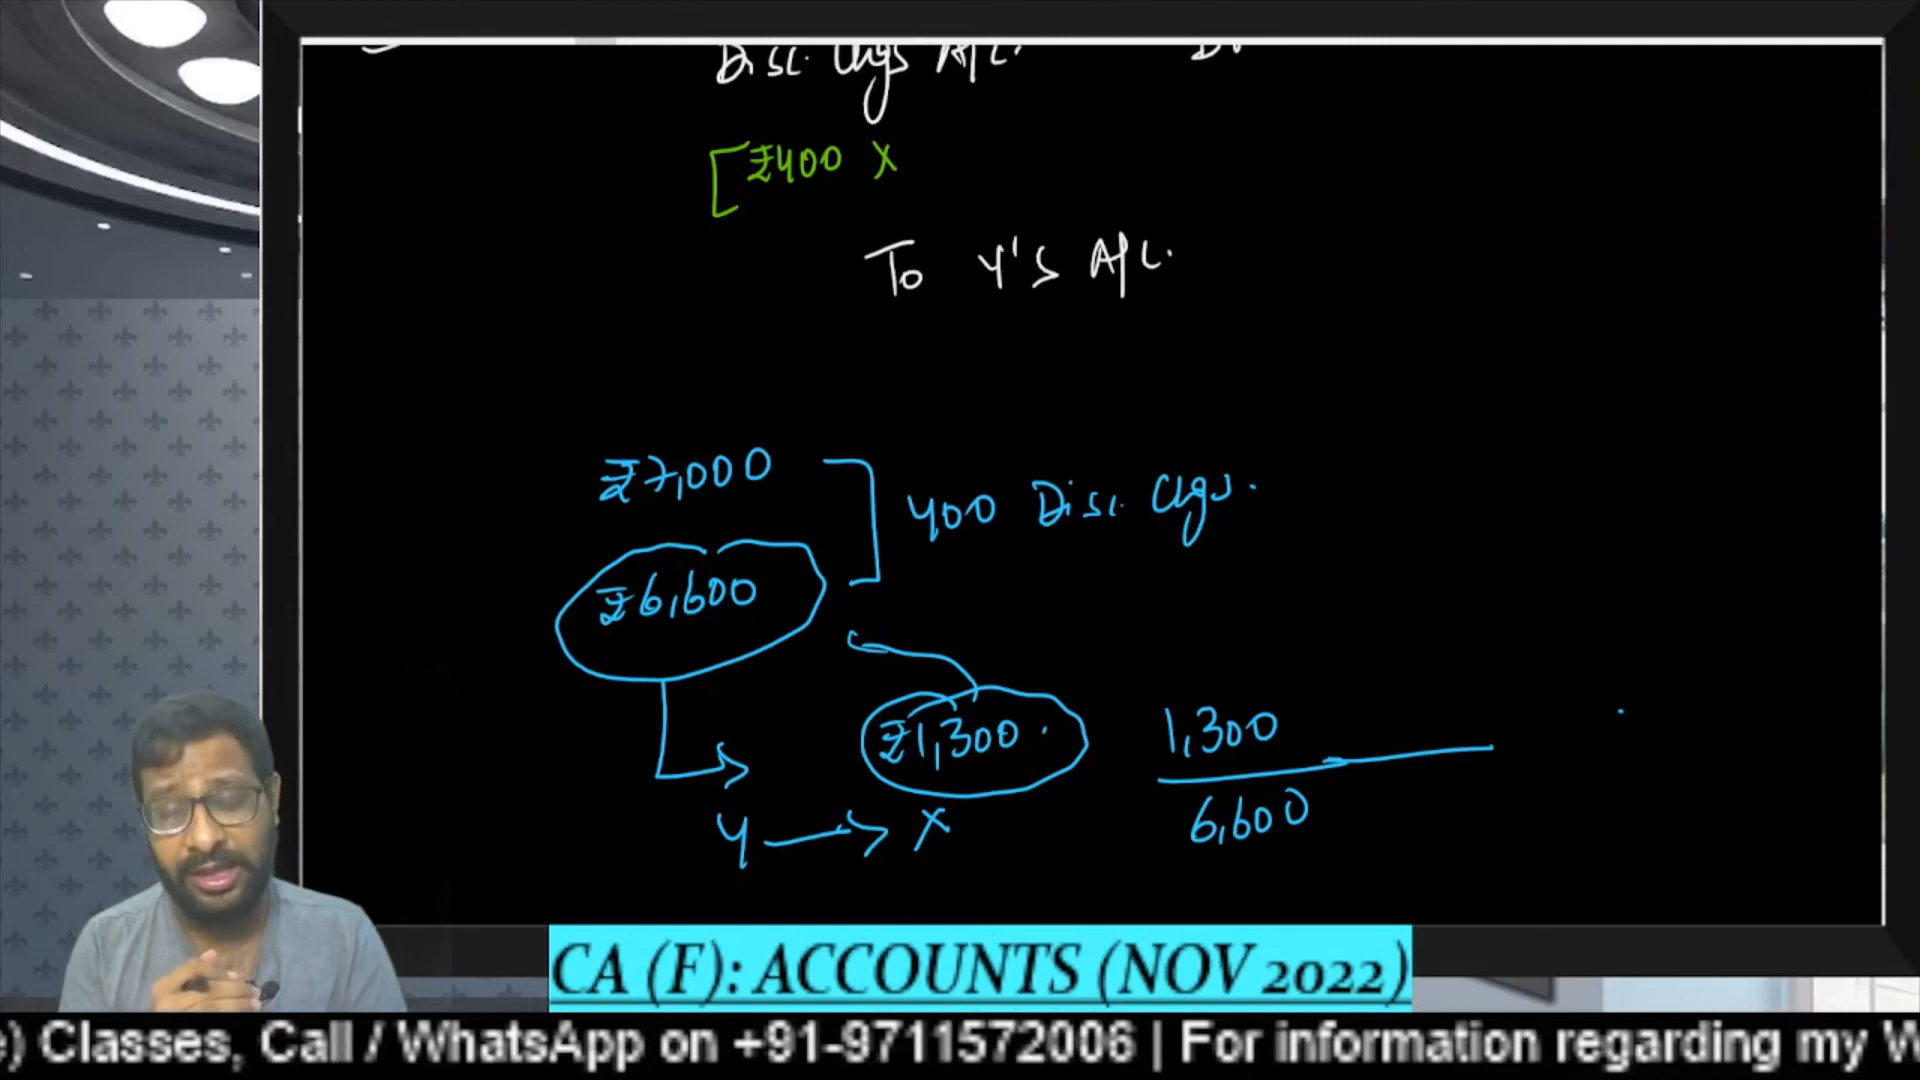 Disc. Chgs A/c.
[₹400 X
To Y's A/c.
₹7,000
400 Disc. Chgs.
₹6,600
₹1,300.
1,300
6,600
Y → X
CA (F): ACCOUNTS (NOV 2022)
e) Classes, Call / WhatsApp on +91-9711572006 | For information regarding my W